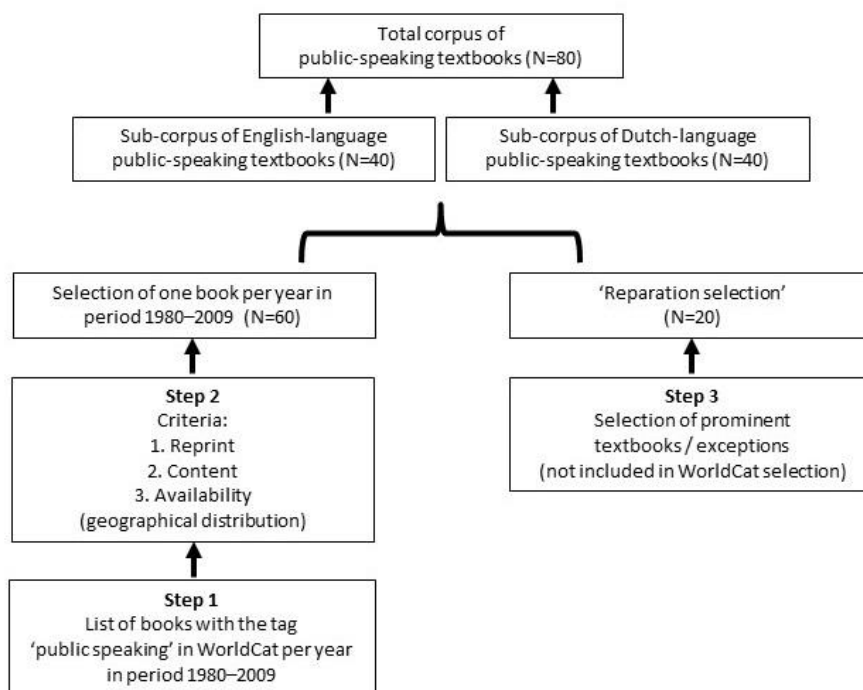 Total corpus of
public-speaking textbooks (N=80)
Sub-corpus of English-language
public-speaking textbooks (N=40)
Sub-corpus of Dutch-language
public-speaking textbooks (N=40)
Selection of one book per year in
period 1980–2009 (N=60)
‘Reparation selection’
(N=20)
Step 2
Criteria:
1. Reprint
2. Content
3. Availability
(geographical distribution)
Step 3
Selection of prominent
textbooks / exceptions
(not included in WorldCat selection)
Step 1
List of books with the tag
‘public speaking’ in WorldCat per year
in period 1980–2009